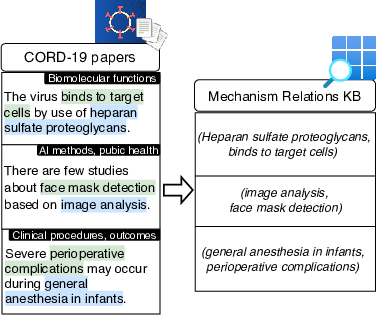 CORD-19 papers
Biomolecular functions
The virus binds to target
cells by use of heparan
sulfate proteoglycans.
AI methods, pubic health
There are few studies
about face mask detection
based on image analysis.
Clinical procedures, outcomes
Severe perioperative
complications may occur
during general
anesthesia in infants.
Mechanism Relations KB
(Heparan sulfate proteoglycans,
binds to target cells)
(image analysis,
face mask detection)
(general anesthesia in infants,
perioperative complications)